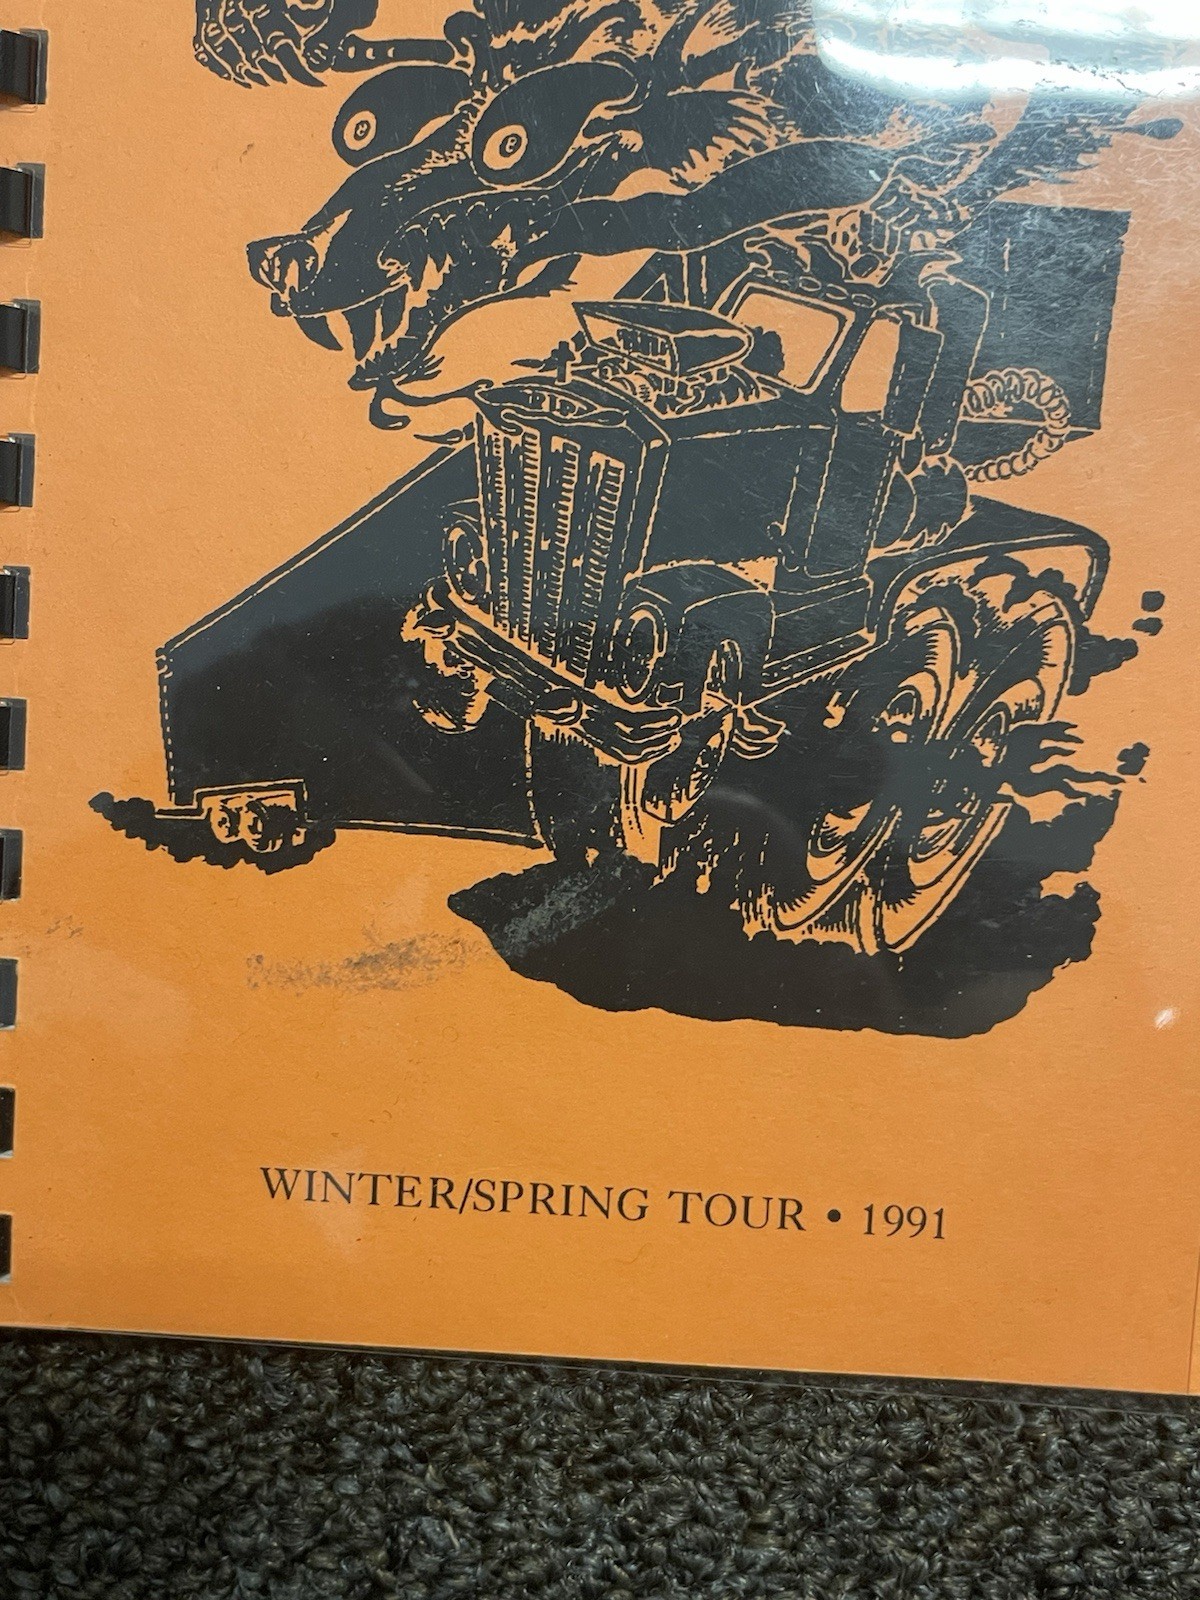 WINTER/SPRING TOUR • 1991